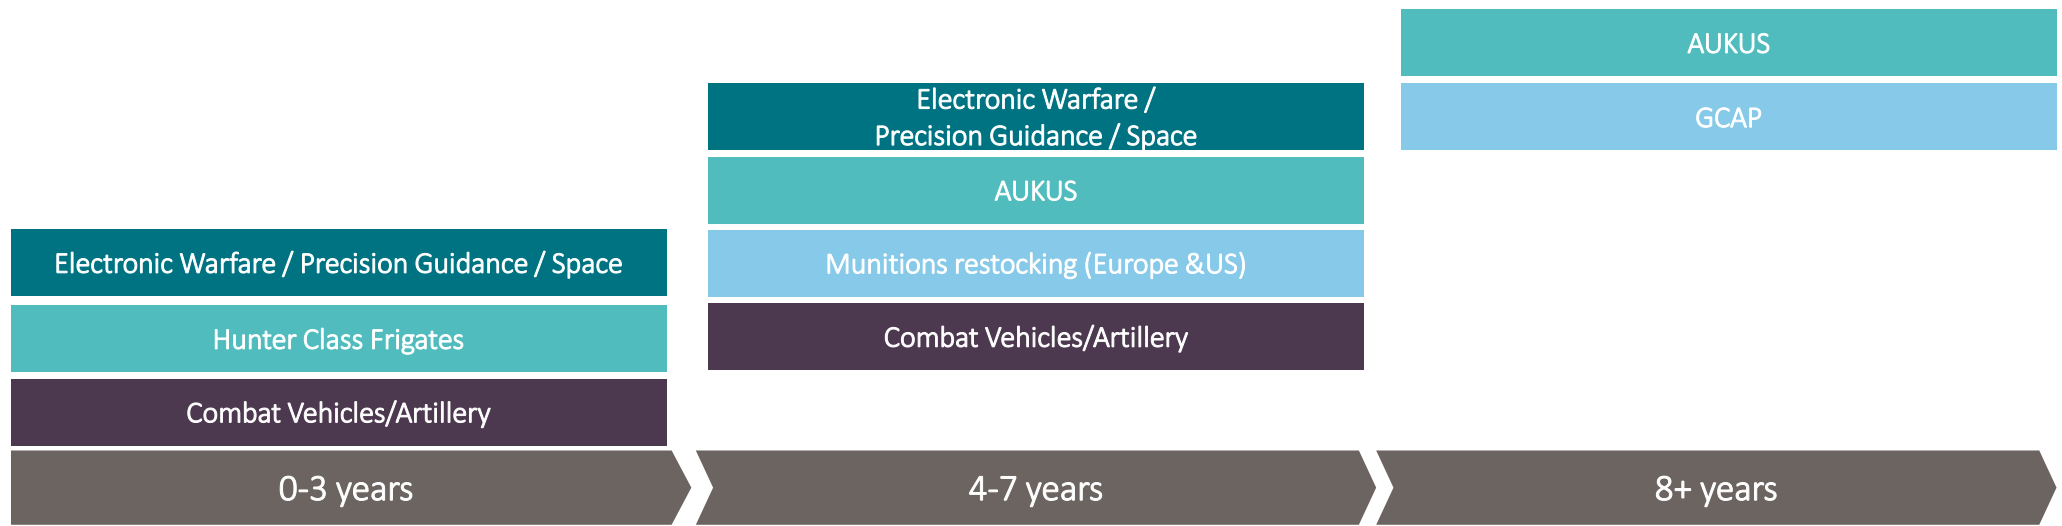 Electronic Warfare / Precision Guidance / Space
Hunter Class Frigates
Combat Vehicles/Artillery
0-3 years
Electronic Warfare /
Precision Guidance / Space
AUKUS
Munitions restocking (Europe &US)
Combat Vehicles/Artillery
4-7 years
AUKUS
GCAP
8+ years